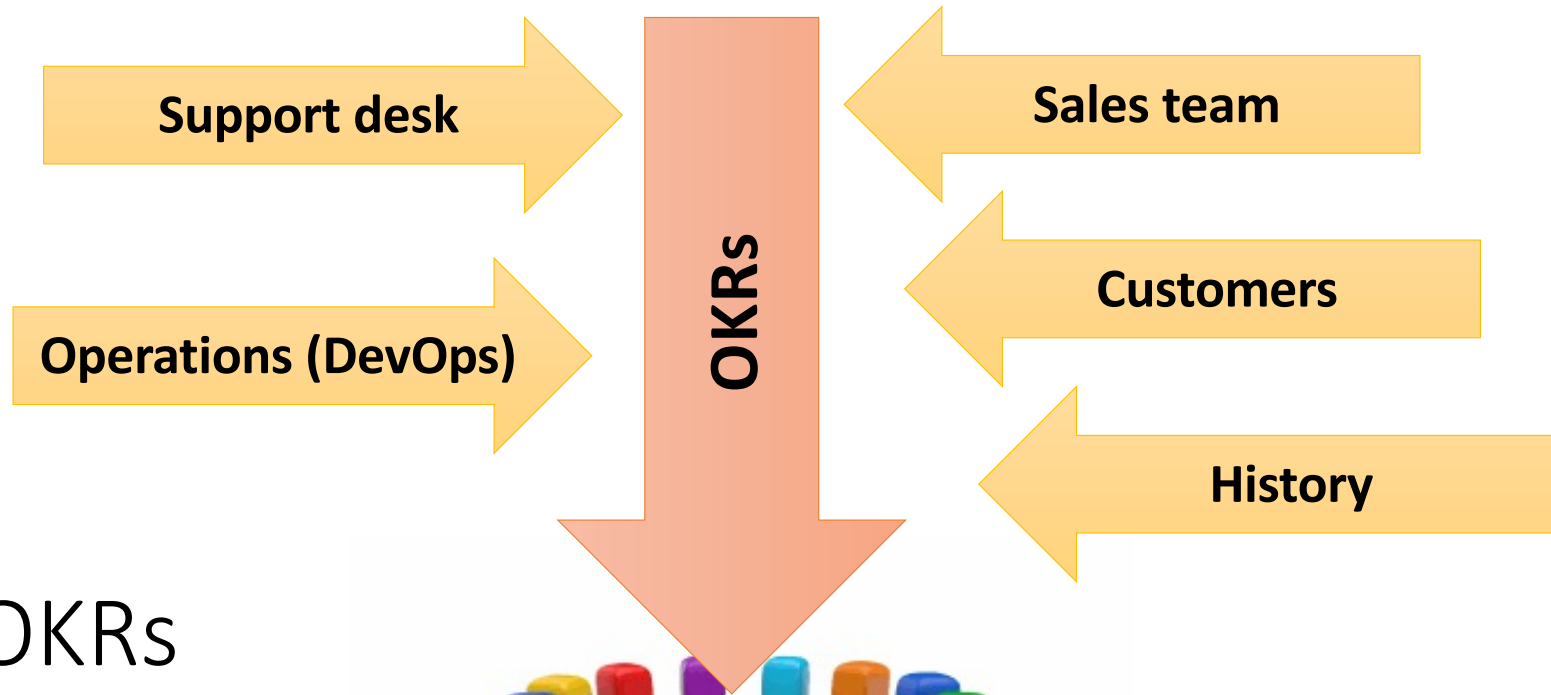 Support desk
Sales team
OKRs
Customers
Operations (DevOps)
History
OKRs